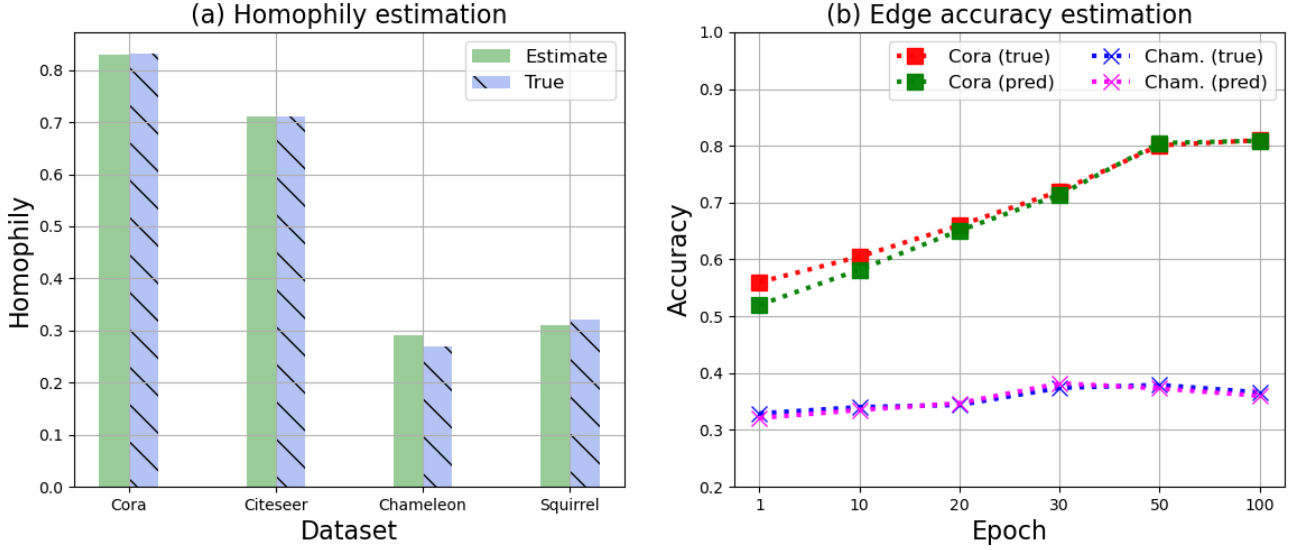 (a) Homophily estimation
Estimate
True
0.8
0.7
0.6
0.5
0.4
0.3
0.2
0.1
0.0
Homophily
Cora Citeseer Chameleon Squirrel
Dataset
(b) Edge accuracy estimation
Cora (true) Cham. (true)
Cora (pred) Cham. (pred)
1.0
0.9
0.8
0.7
0.6
0.5
0.4
0.3
0.2
Accuracy
1 10 20 30 50 100
Epoch